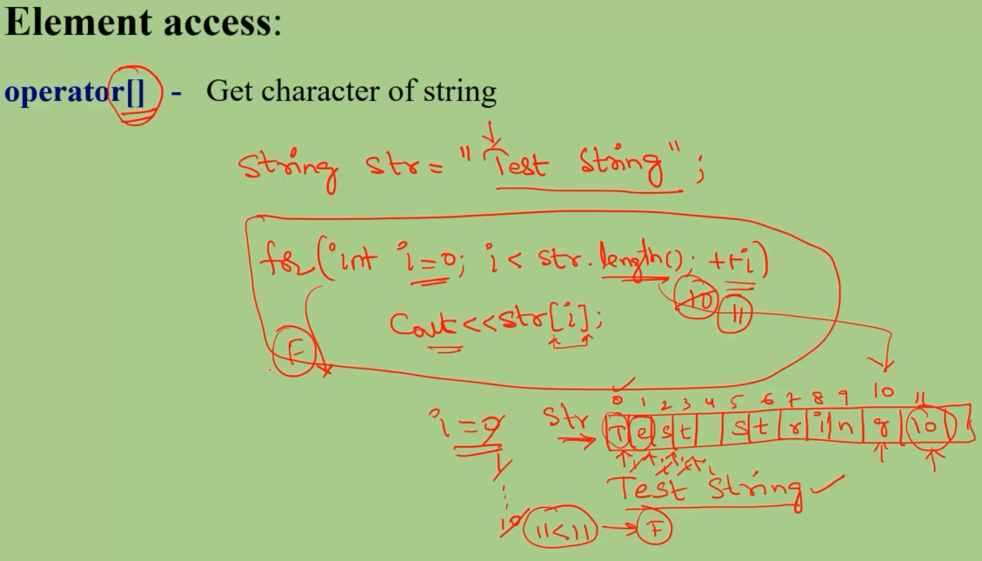 Element access:
operator[] - Get character of string
String str = "Test String";
for(int i=0; i < str.length(); ++i)
10
11
Cout<<str[i];
F
0 1 2 3 4 5 6 7 8 9 10 11
i=0 str T e s t S t r i n g \0
1
Test String ✓
10 11<11 → F